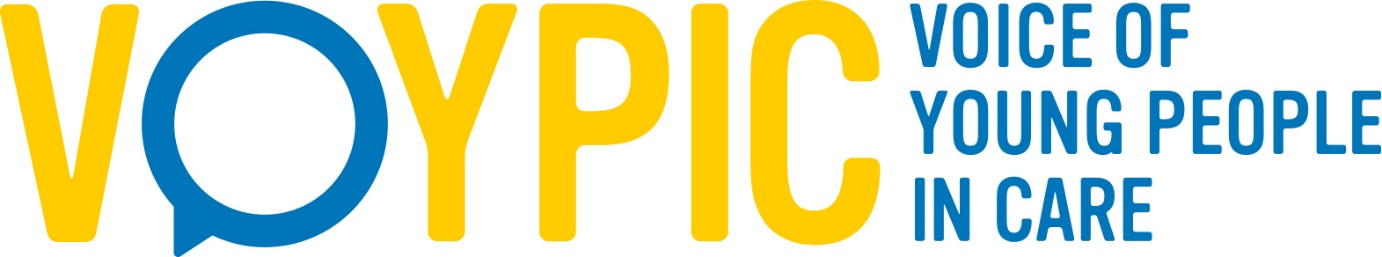 VOYPIC
VOICE OF
YOUNG PEOPLE
IN CARE